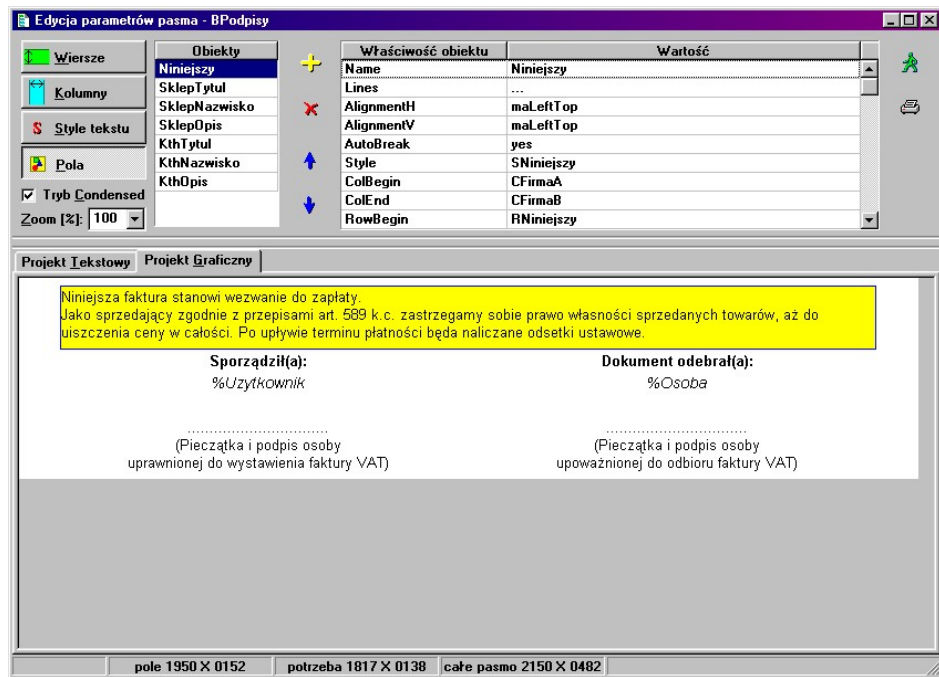 Edycja parametrów pasma - BPodpisy
Wiersze
Kolumny
S Style tekstu
Pola
Tryb Condensed
Zoom [%]: 100
Obiekty
Niniejszy
SklepTytul
SklepNazwisko
SklepOpis
KthTytul
KthNazwisko
KthOpis
Właściwość obiektu Wartość
Name Niniejszy
Lines ...
AlignmentH maLeftTop
AlignmentV maLeftTop
AutoBreak yes
Style SNiniejszy
ColBegin CFirmaA
ColEnd CFirmaB
RowBegin RNiniejszy
Projekt Tekstowy Projekt Graficzny
Niniejsza faktura stanowi wezwanie do zapłaty.
Jako sprzedający zgodnie z przepisami art. 589 k.c. zastrzegamy sobie prawo własności sprzedanych towarów, aż do
uiszczenia ceny w całości. Po upływie terminu płatności będa naliczane odsetki ustawowe.
Sporządził(a): Dokument odebrał(a):
%Uzytkownik %Osoba
.............................. ..............................
(Pieczątka i podpis osoby (Pieczątka i podpis osoby
uprawnionej do wystawienia faktury VAT) upoważnionej do odbioru faktury VAT)
pole 1950 X 0152 potrzeba 1817 X 0138 całe pasmo 2150 X 0482